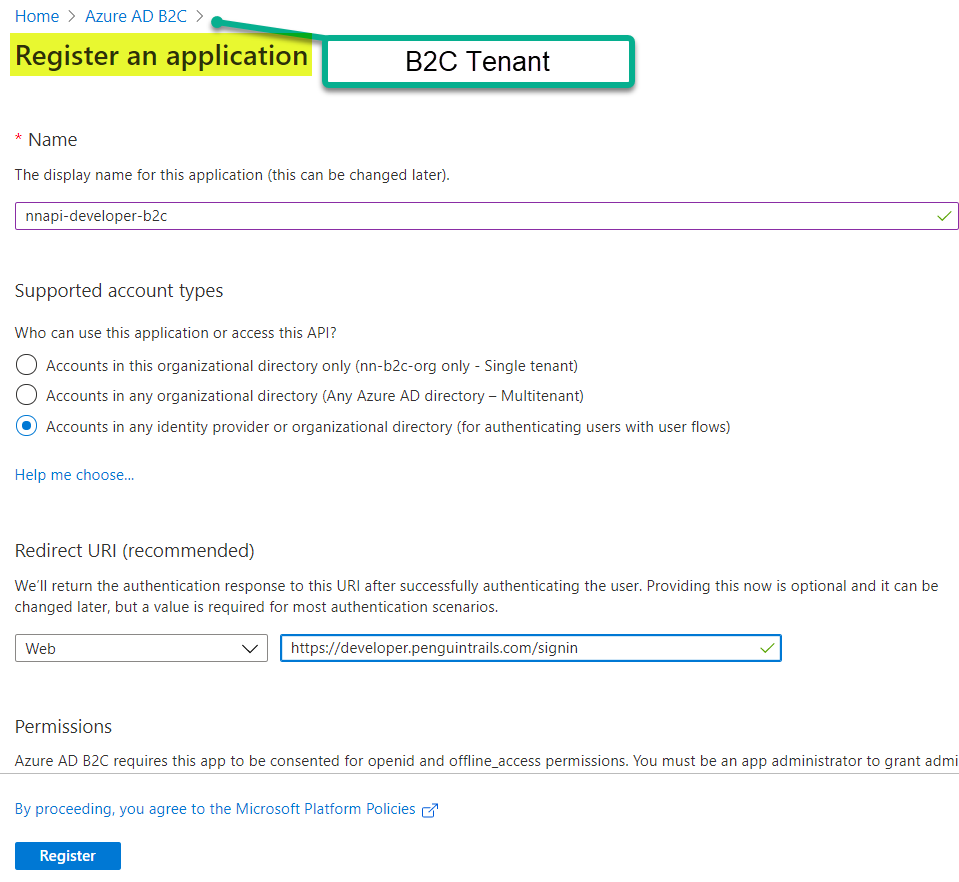 Home > Azure AD B2C >
Register an application
B2C Tenant
* Name
The display name for this application (this can be changed later).
nnapi-developer-b2c
Supported account types
Who can use this application or access this API?
Accounts in this organizational directory only (nn-b2c-org only - Single tenant)
Accounts in any organizational directory (Any Azure AD directory – Multitenant)
Accounts in any identity provider or organizational directory (for authenticating users with user flows)
Help me choose...
Redirect URI (recommended)
We'll return the authentication response to this URI after successfully authenticating the user. Providing this now is optional and it can be
changed later, but a value is required for most authentication scenarios.
Web
https://developer.penguintrails.com/signin
Permissions
Azure AD B2C requires this app to be consented for openid and offline_access permissions. You must be an app administrator to grant admi
By proceeding, you agree to the Microsoft Platform Policies
Register